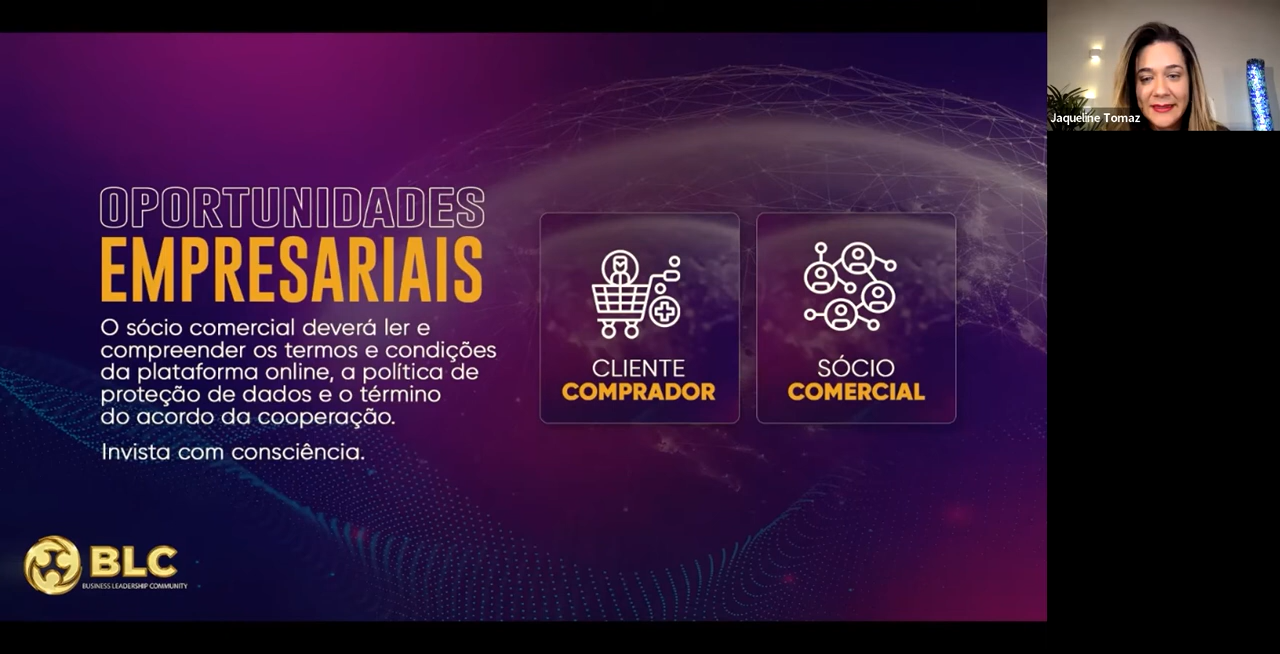 OPORTUNIDADES
EMPRESARIAIS
O sócio comercial deverá ler e
compreender os termos e condições
da plataforma online, a política de
proteção de dados e o término
do acordo da cooperação.
Invista com consciência.
CLIENTE
COMPRADOR
SÓCIO
COMERCIAL
BLC
BUSINESS LEADERSHIP COMMUNITY
Jaqueline Tomaz